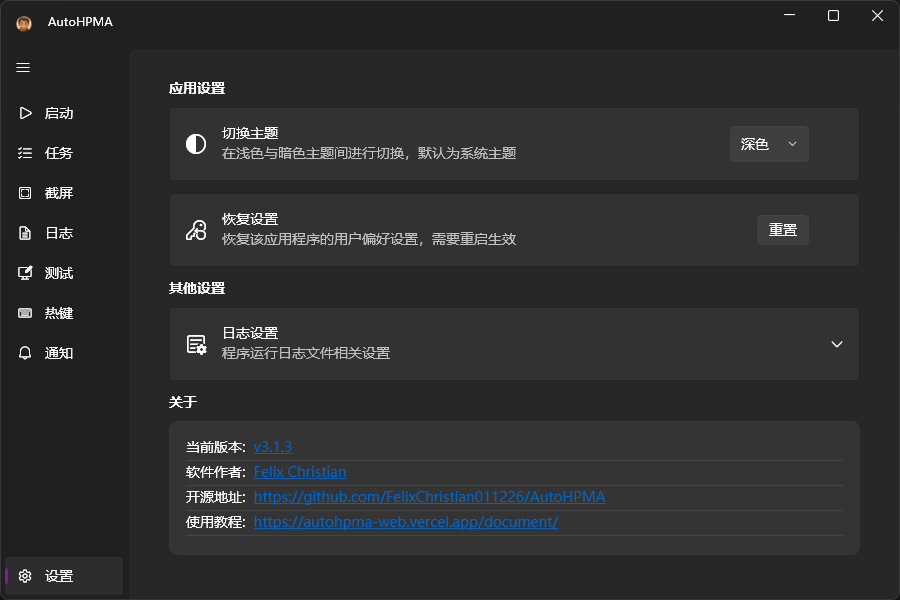 AutoHPMA
启动
任务
截屏
日志
测试
热键
通知
设置
应用设置
切换主题
在浅色与暗色主题间进行切换，默认为系统主题
深色
恢复设置
恢复该应用程序的用户偏好设置，需要重启生效
重置
其他设置
日志设置
程序运行日志文件相关设置
关于
当前版本: v3.1.3
软件作者: Felix Christian
开源地址: https://github.com/FelixChristian011226/AutoHPMA
使用教程: https://autohpma-web.vercel.app/document/